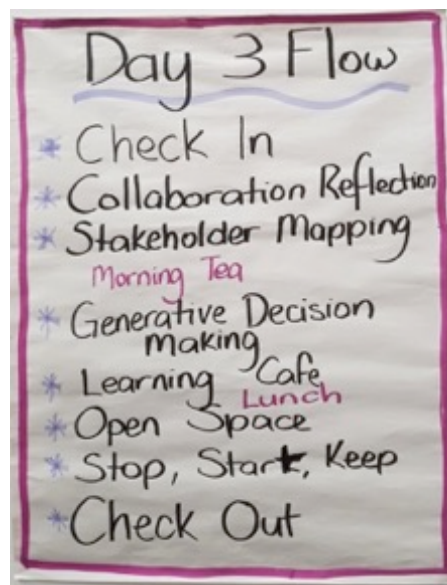 Day 3 Flow
* Check In
* Collaboration Reflection
* Stakeholder Mapping
Morning Tea
* Generative Decision
Making
* Learning Cafe
Lunch
* Open Space
* Stop, Start, Keep
* Check Out